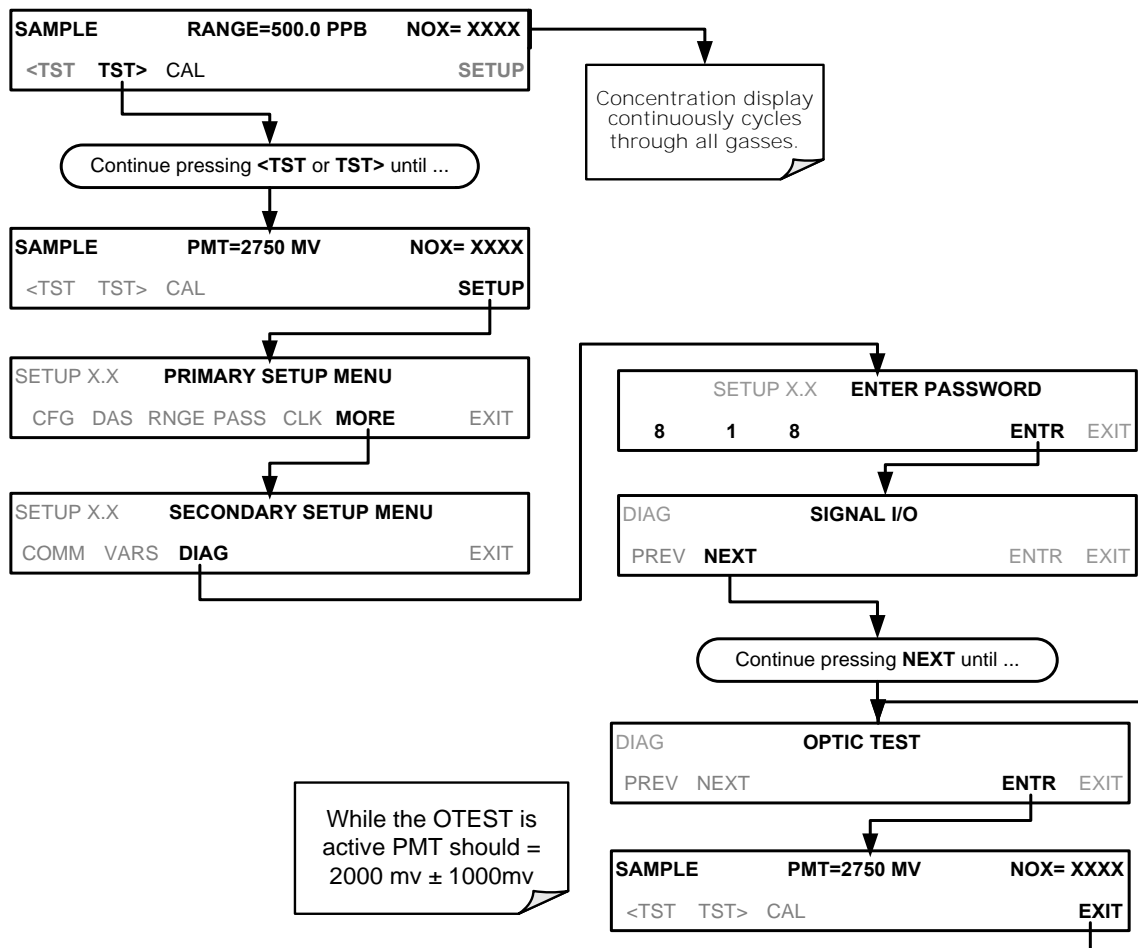 SAMPLE RANGE=500.0 PPB NOX= XXXX
<TST TST> CAL SETUP
Concentration display
continuously cycles
through all gasses.
Continue pressing <TST or TST> until ...
SAMPLE PMT=2750 MV NOX= XXXX
<TST TST> CAL SETUP
SETUP X.X PRIMARY SETUP MENU
CFG DAS RNGE PASS CLK MORE EXIT
SETUP X.X SECONDARY SETUP MENU
COMM VARS DIAG EXIT
SETUP X.X ENTER PASSWORD
8 1 8 ENTR EXIT
DIAG SIGNAL I/O
PREV NEXT ENTR EXIT
Continue pressing NEXT until ...
DIAG OPTIC TEST
PREV NEXT ENTR EXIT
While the OTEST is
active PMT should =
2000 mv ± 1000mv
SAMPLE PMT=2750 MV NOX= XXXX
<TST TST> CAL EXIT